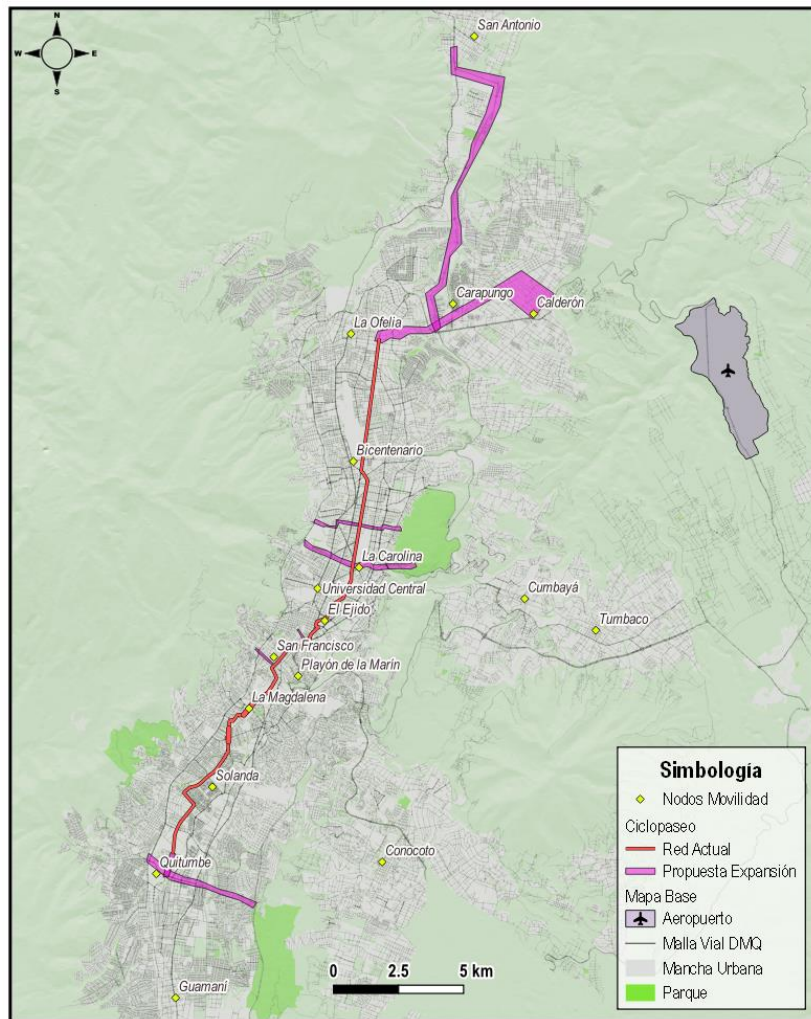 N
W
E
S
San Antonio
Carapungo
Calderón
La Ofelia
Bicentenario
La Carolina
Universidad Central
Cumbayá
El Ejido
Tumbaco
San Francisco
Playón de la Marín
La Magdalena
Solanda
Conocoto
Quitumbe
Guamaní
0 2.5 5 km
Simbología
Nodos Movilidad
Ciclopaseo
Red Actual
Propuesta Expansión
Mapa Base
Aeropuerto
Malla Vial DMQ
Mancha Urbana
Parque